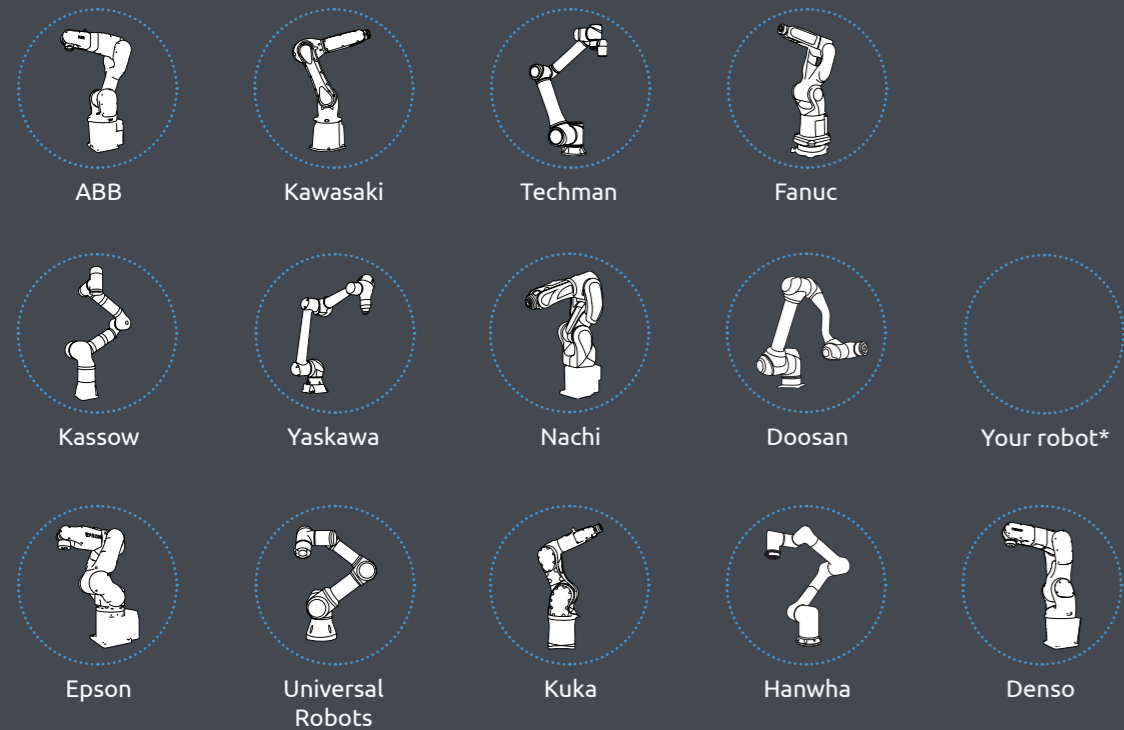 ABB
Kawasaki
Techman
Fanuc
Kassow
Yaskawa
Nachi
Doosan
Your robot*
Epson
Universal
Robots
Kuka
Hanwha
Denso